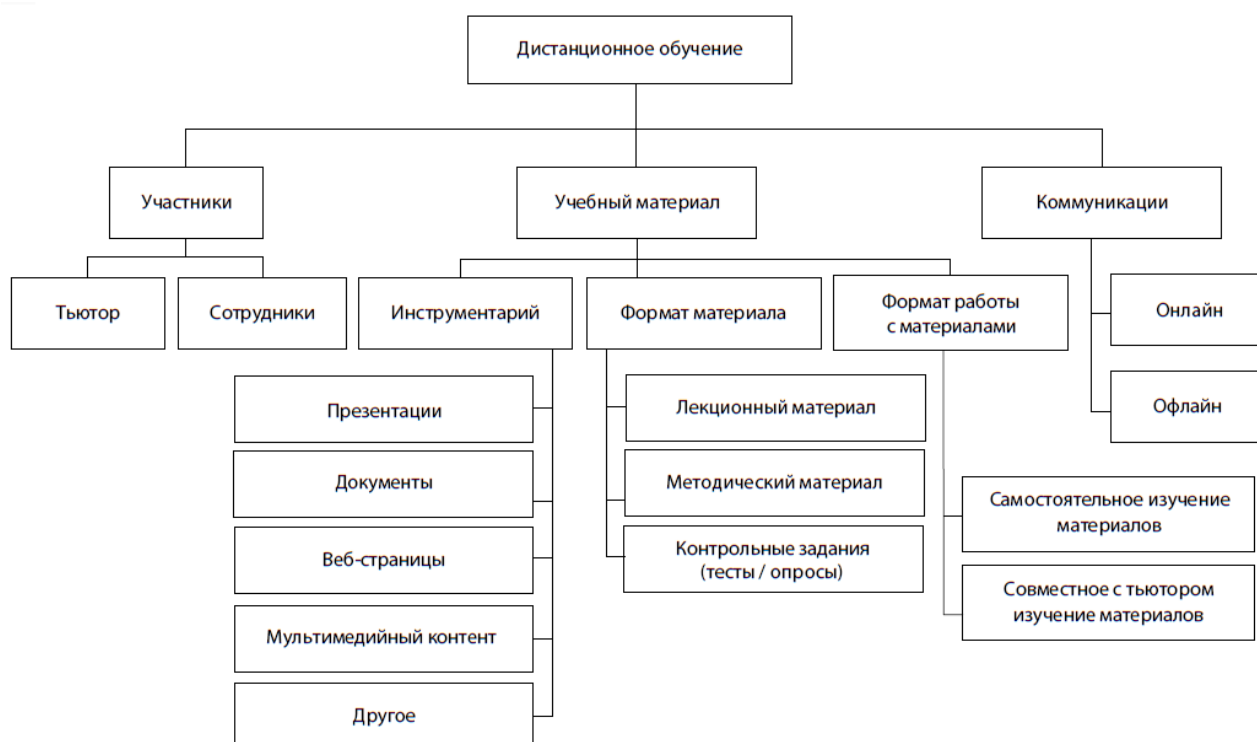 Дистанционное обучение
Участники
Учебный материал
Коммуникации
Тьютор
Сотрудники
Инструментарий
Формат материала
Формат работы
с материалами
Онлайн
Офлайн
Презентации
Документы
Веб-страницы
Мультимедийный контент
Другое
Лекционный материал
Методический материал
Контрольные задания
(тесты / опросы)
Самостоятельное изучение
материалов
Совместное с тьютором
изучение материалов